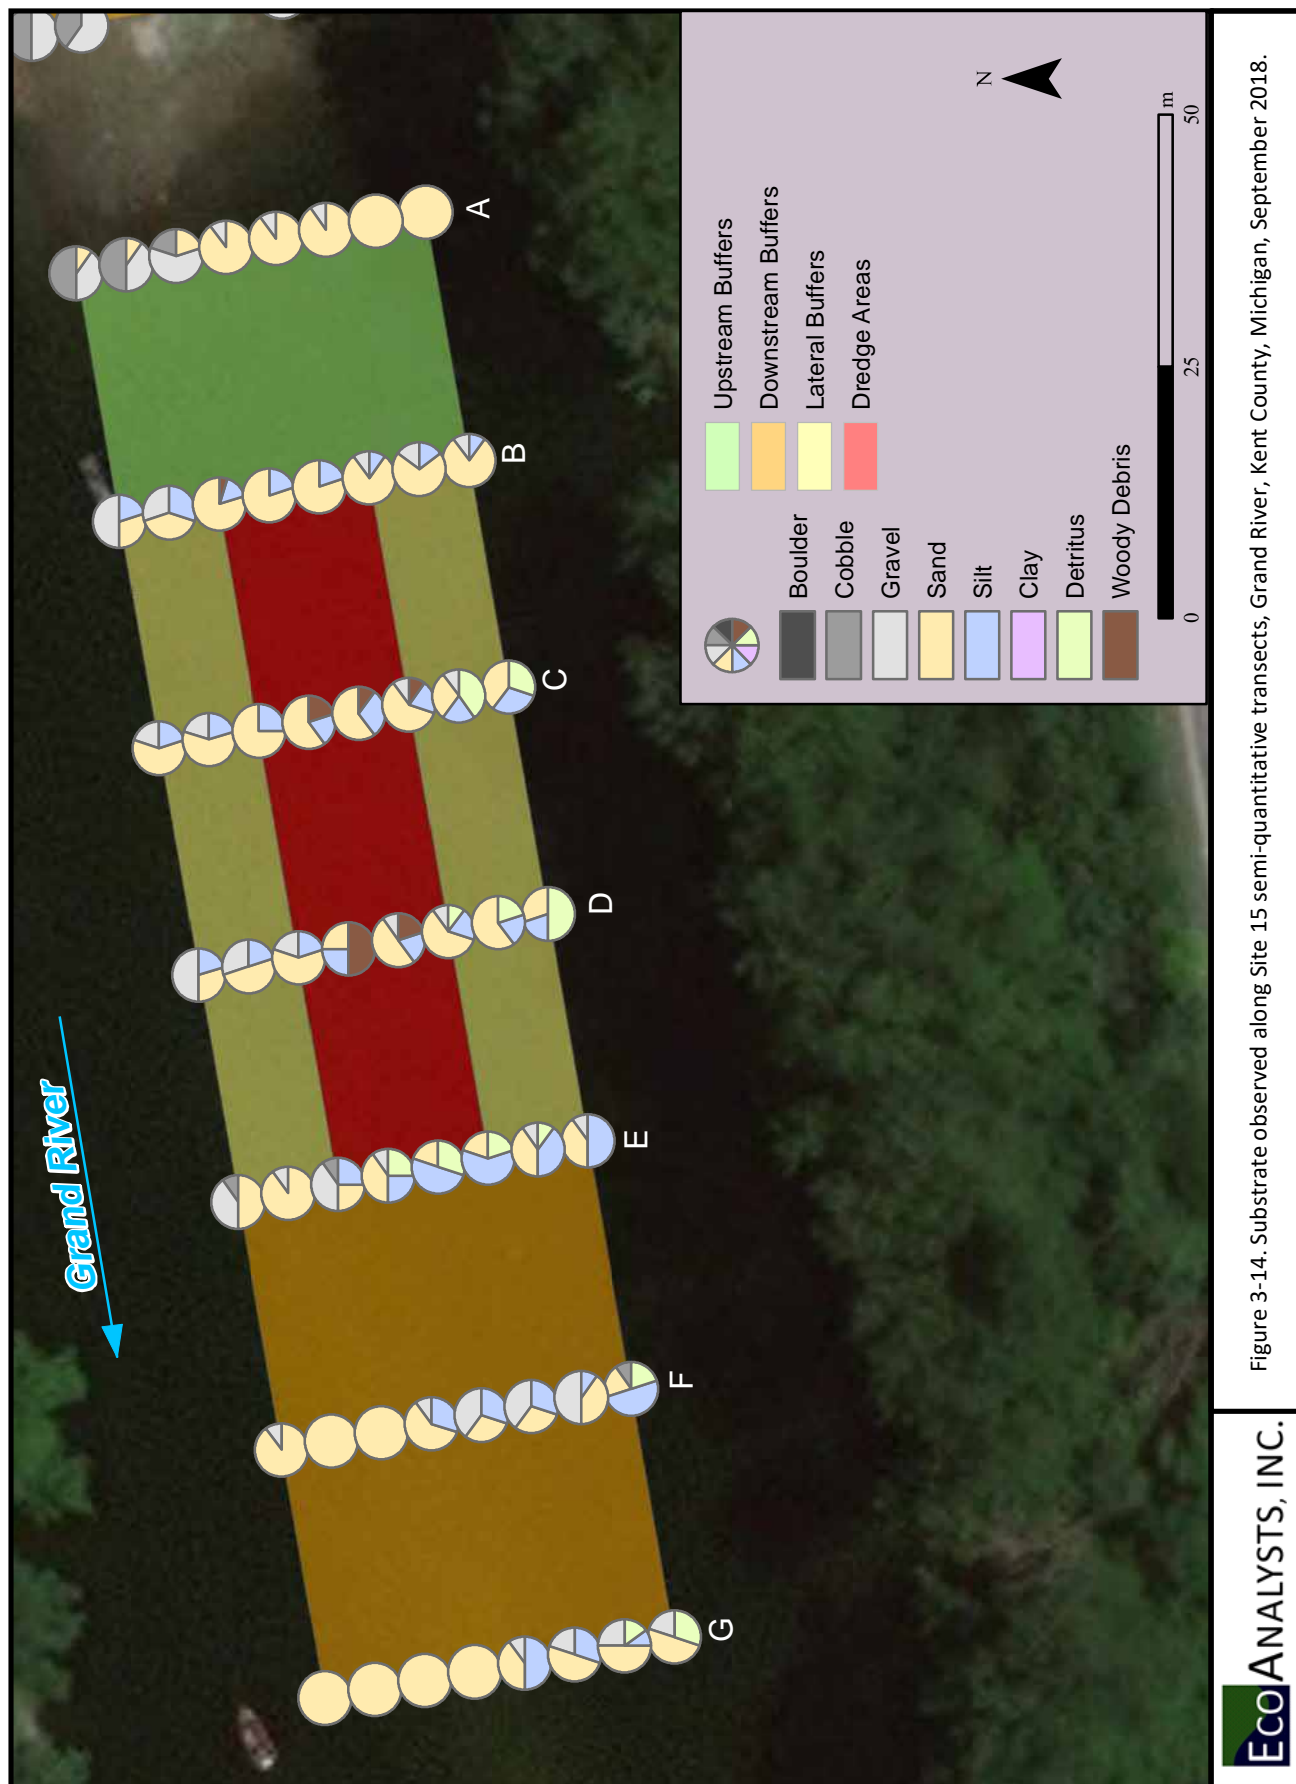 Grand River
A
B
C
D
E
F
G
Boulder
Cobble
Gravel
Sand
Silt
Clay
Detritus
Woody Debris
Upstream Buffers
Downstream Buffers
Lateral Buffers
Dredge Areas
N
0 25 50 m
ECOANALYSTS, INC.
Figure 3-14. Substrate observed along Site 15 semi-quantitative transects, Grand River, Kent County, Michigan, September 2018.